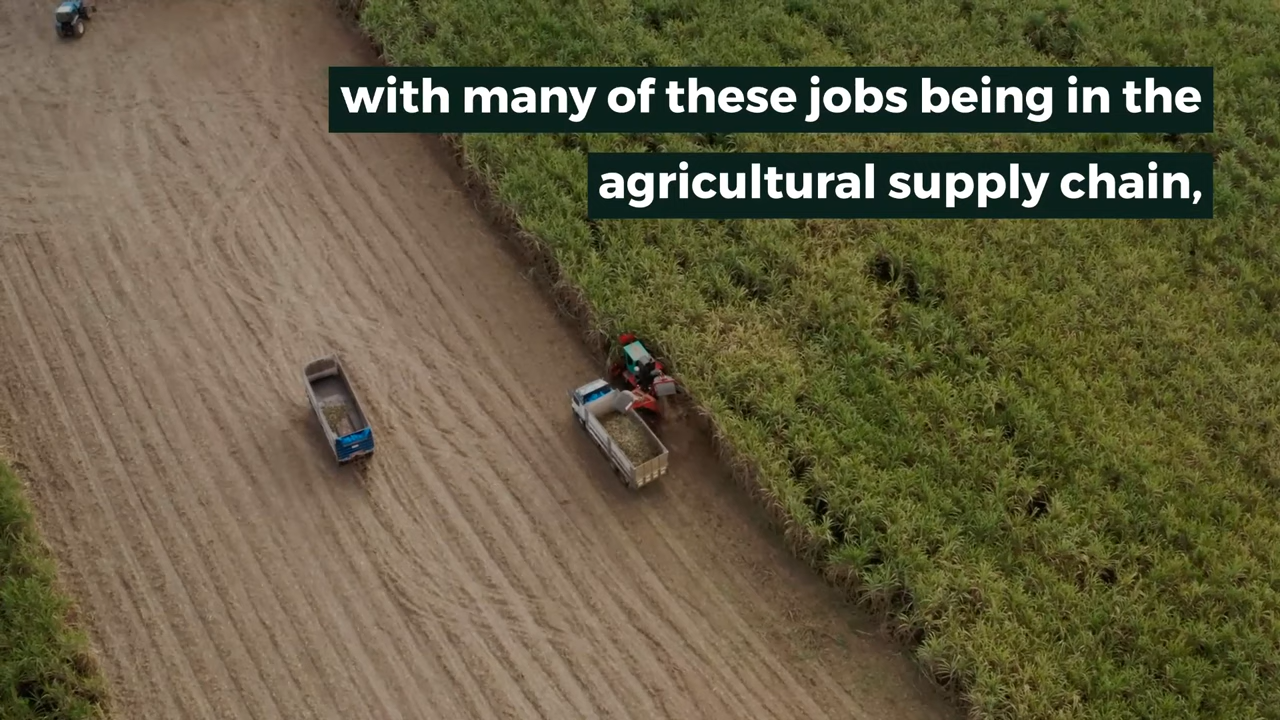 with many of these jobs being in the
agricultural supply chain,